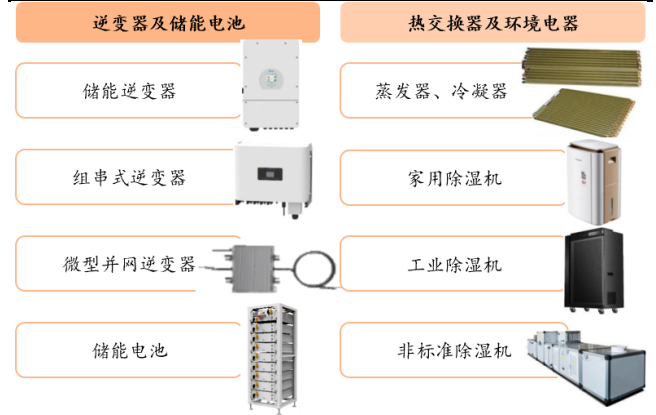 逆变器及储能电池
储能逆变器
组串式逆变器
微型并网逆变器
储能电池
热交换器及环境电器
蒸发器、冷凝器
家用除湿机
工业除湿机
非标准除湿机